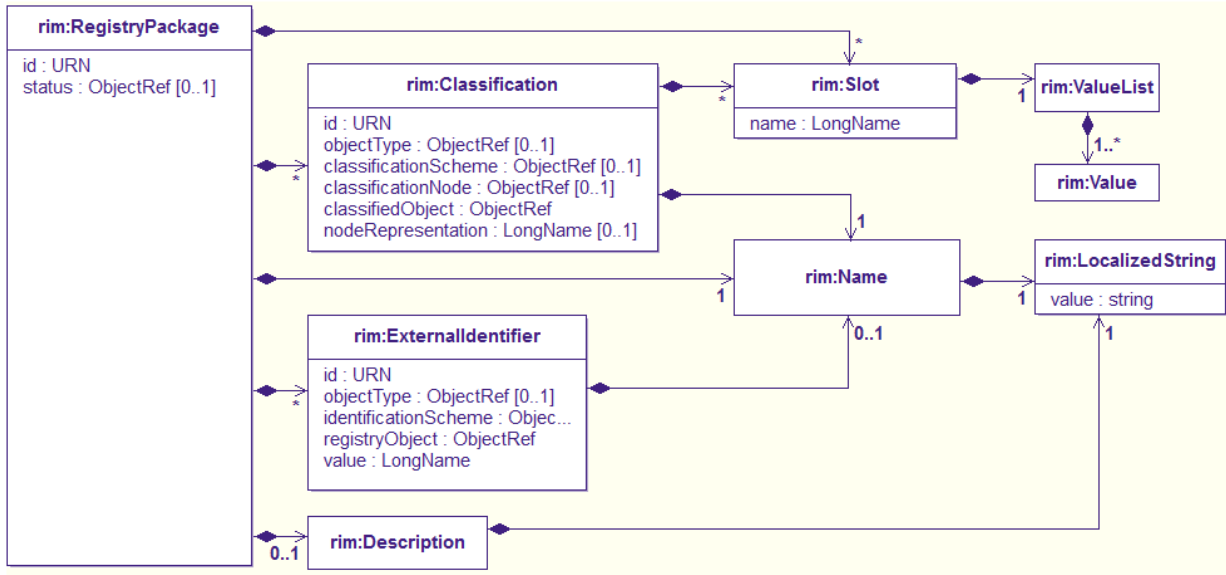 rim:RegistryPackage
id : URN
status : ObjectRef [0..1]
*
rim:Classification
id : URN
objectType : ObjectRef [0..1]
classificationScheme : ObjectRef [0..1]
classificationNode : ObjectRef [0..1]
classifiedObject : ObjectRef
nodeRepresentation : LongName [0..1]
*
*
rim:Slot
name : LongName
1
rim:ValueList
1..*
rim:Value
1
1
rim:Name
1
rim:LocalizedString
value : string
1
0..1
rim:ExternalIdentifier
id : URN
objectType : ObjectRef [0..1]
identificationScheme : Objec...
registryObject : ObjectRef
value : LongName
*
0..1
rim:Description